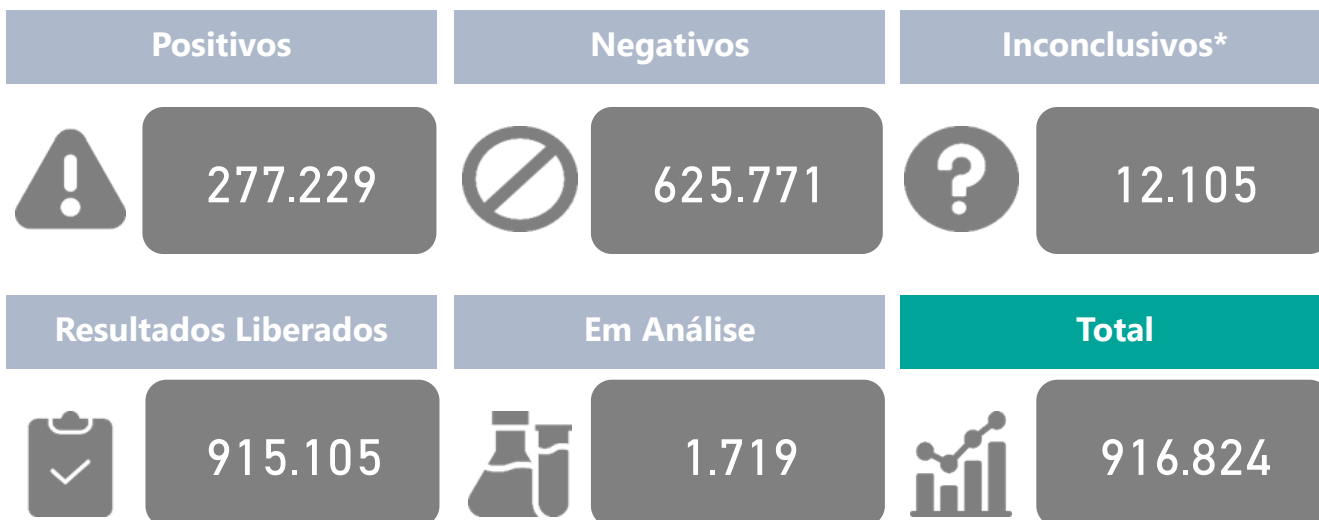 Positivos
Negativos
Inconclusivos*
277.229
625.771
12.105
Resultados Liberados
Em Análise
Total
915.105
1.719
916.824